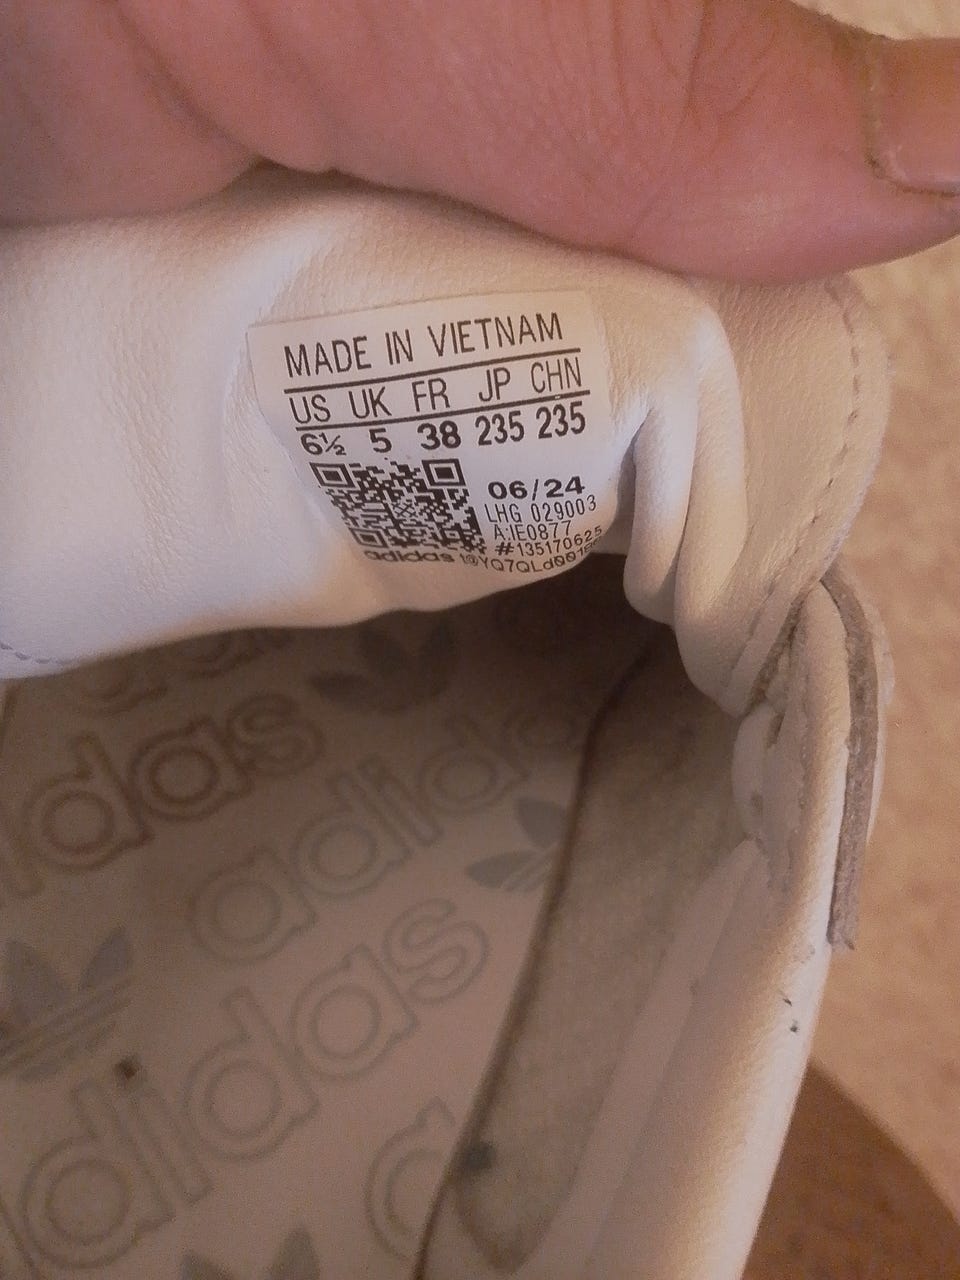 MADE IN VIETNAM
US UK FR JP CHN
6½ 5 38 235 235
06/24
LHG 029003
A:IE0877
#135170625
adidas
adidas
adidas
adidas